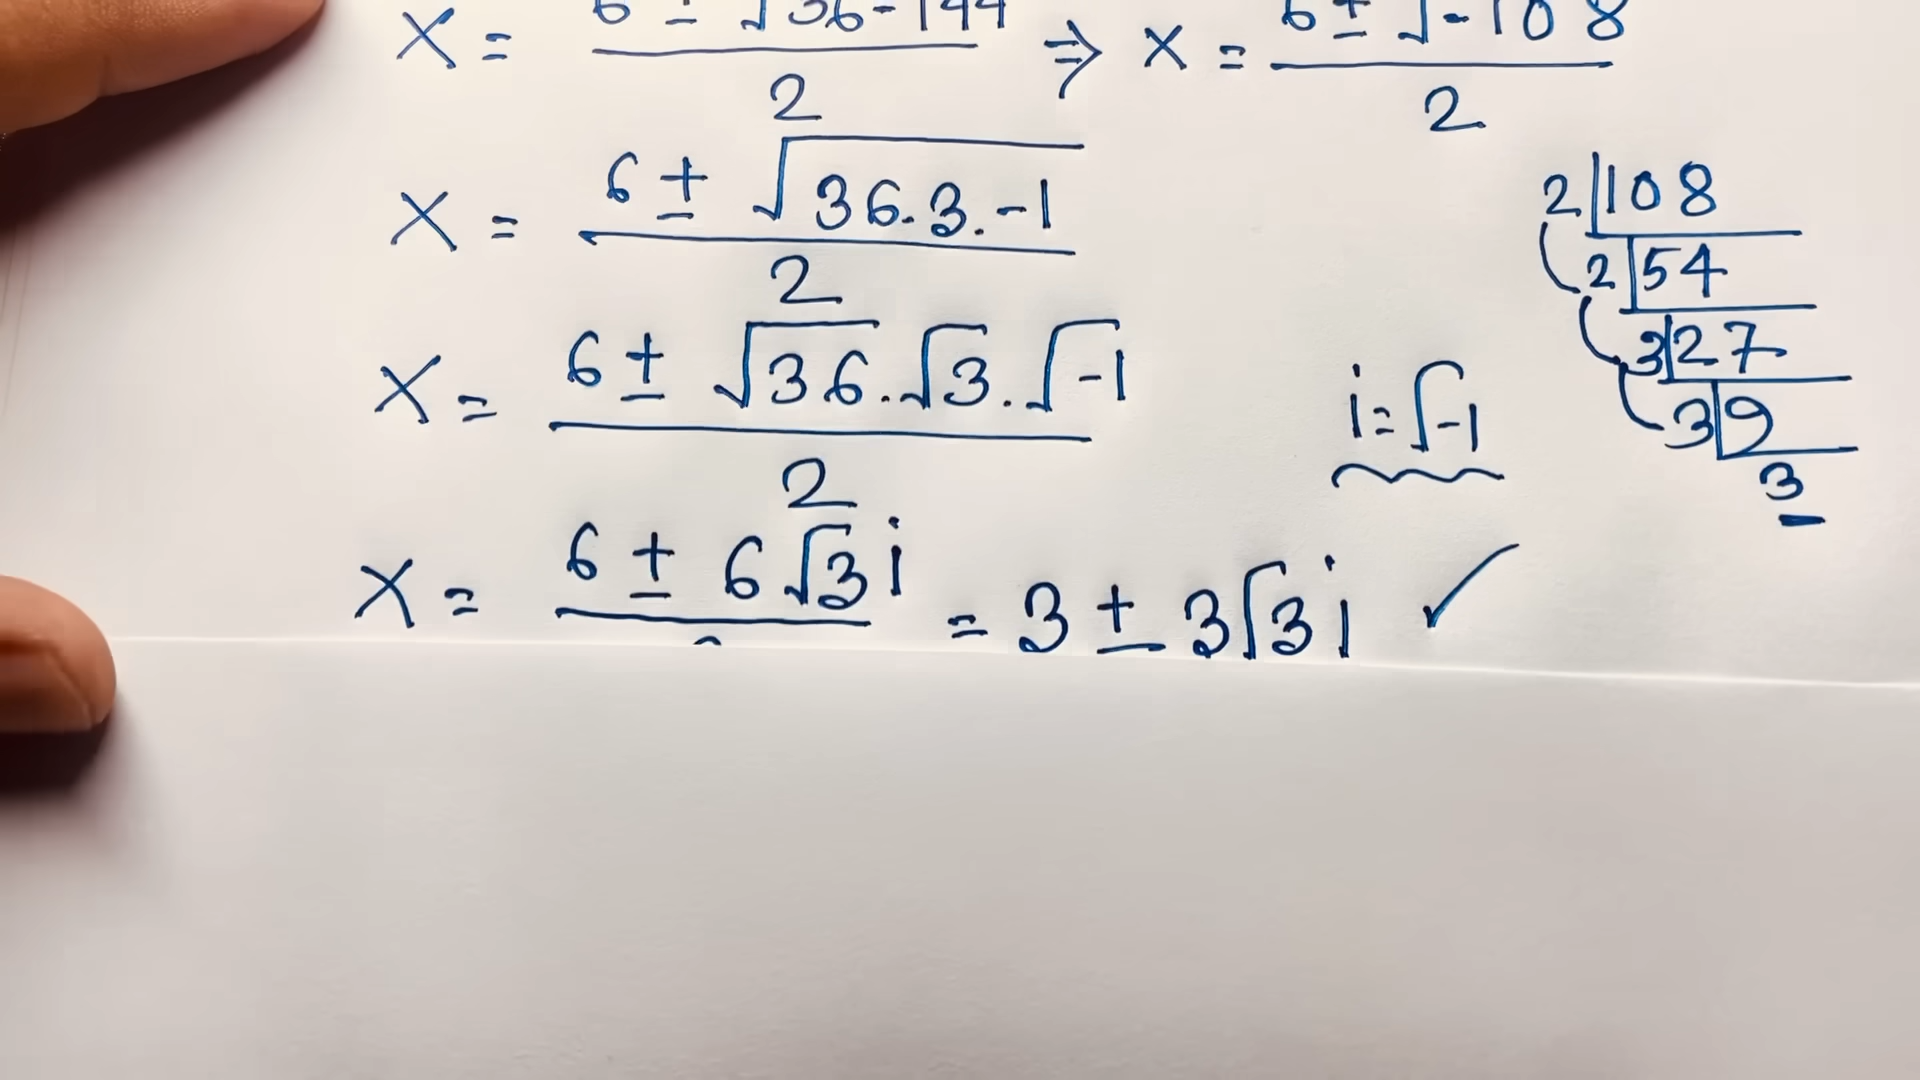 x = 6 ± √36-144 / 2 ⇒ x = 6 ± √-108 / 2
x = 6 ± √36.3.-1 / 2
x = 6 ± √36.√3.√-1 / 2
i = √-1
x = 6 ± 6√3 i / 2 = 3 ± 3√3 i ✓
2|108
2|54
3|27
3|9
3